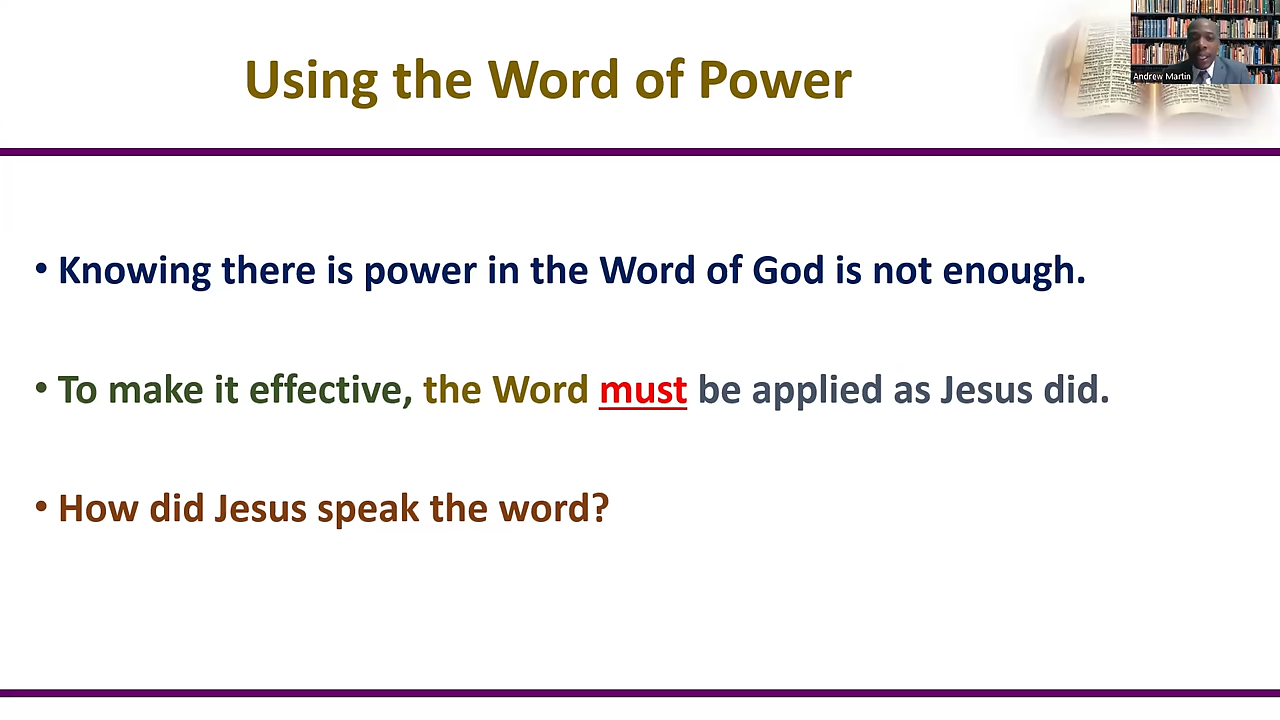 Using the Word of Power
Andrew Martin
• Knowing there is power in the Word of God is not enough.
• To make it effective, the Word must be applied as Jesus did.
• How did Jesus speak the word?